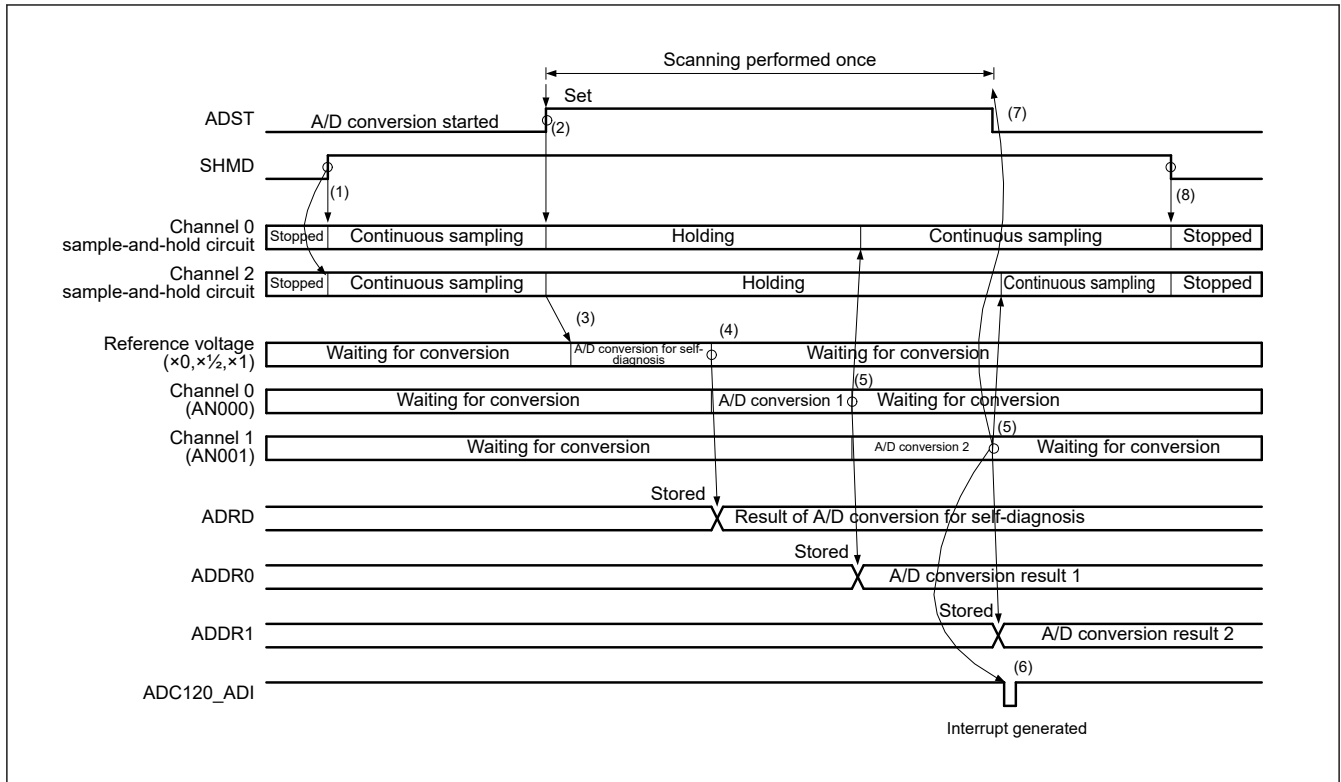 Scanning performed once
Set
ADST
A/D conversion started
(2)
(7)
SHMD
(1)
(8)
Channel 0
sample-and-hold circuit
Stopped
Continuous sampling
Holding
Continuous sampling
Stopped
Channel 2
sample-and-hold circuit
Stopped
Continuous sampling
Holding
Continuous sampling
Stopped
(3)
(4)
Reference voltage
(×0,×½,×1)
Waiting for conversion
A/D conversion for self-
diagnosis
Waiting for conversion
Channel 0
(AN000)
Waiting for conversion
A/D conversion 1
(5)
Waiting for conversion
Channel 1
(AN001)
Waiting for conversion
A/D conversion 2
(5)
Waiting for conversion
Stored
ADRD
Result of A/D conversion for self-diagnosis
Stored
ADDR0
A/D conversion result 1
Stored
ADDR1
A/D conversion result 2
ADC120_ADI
(6)
Interrupt generated